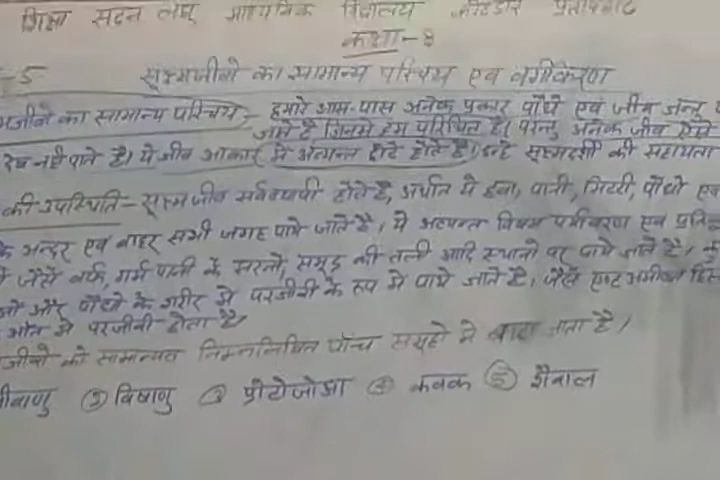 शिक्षा सदन लघु माध्यमिक विद्यालय
कक्षा-8
-5 सूक्ष्मजीवो का सामान्य परिचय एवं वर्गीकरण
जीवो का सामान्य परिचय - हमारे आस-पास अनेक प्रकार पौधे एवं जीव जन्तु
जाते है जिनसे हम परिचित है। परन्तु अनेक जीव ऐसे
देख नही पाते है। ये जीव आकार मे अत्यन्त छोटे होते है। इन्हे सूक्ष्मदर्शी की सहायता
की उपस्थिति - सूक्ष्म जीव सर्वव्यापी होते है, अर्थात ये हवा, पानी, मिट्टी, पौधो एवं
के अन्दर एवं बाहर सभी जगह पाये जाते है, ये अत्यन्त विषम पर्यावरण एवं
जैसे बर्फ, गर्म पानी के झरनो, समुद्र की तली आदि स्थानो पर पाये जाते है।
और पौधो के शरीर मे परजीवी के रूप मे पाये जाते है, जैसे
आंत मे परजीवी होता है
जीवो को सामान्यतः निम्नलिखित पाँच समूहो मे बाटा जाता है।
जीवाणु ② विषाणु ③ प्रोटोजोआ ④ कवक ⑤ शैवाल